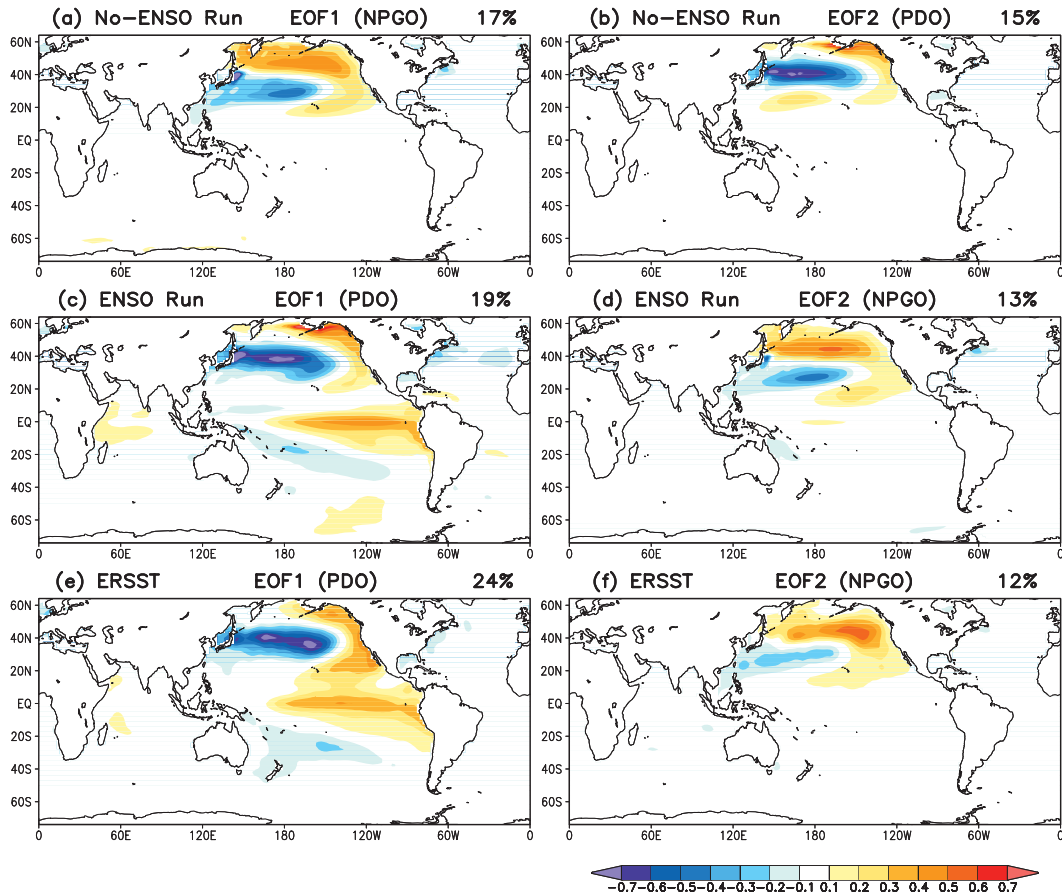 (a) No-ENSO Run EOF1 (NPGO) 17%
(b) No-ENSO Run EOF2 (PDO) 15%
60N
40N
20N
EQ
20S
40S
60S
0 60E 120E 180 120W 60W 0
60N
40N
20N
EQ
20S
40S
60S
0 60E 120E 180 120W 60W 0
(c) ENSO Run EOF1 (PDO) 19%
(d) ENSO Run EOF2 (NPGO) 13%
60N
40N
20N
EQ
20S
40S
60S
0 60E 120E 180 120W 60W 0
60N
40N
20N
EQ
20S
40S
60S
0 60E 120E 180 120W 60W 0
(e) ERSST EOF1 (PDO) 24%
(f) ERSST EOF2 (NPGO) 12%
60N
40N
20N
EQ
20S
40S
60S
0 60E 120E 180 120W 60W 0
60N
40N
20N
EQ
20S
40S
60S
0 60E 120E 180 120W 60W 0
-0.7 -0.6 -0.5 -0.4 -0.3 -0.2 -0.1 0.1 0.2 0.3 0.4 0.5 0.6 0.7